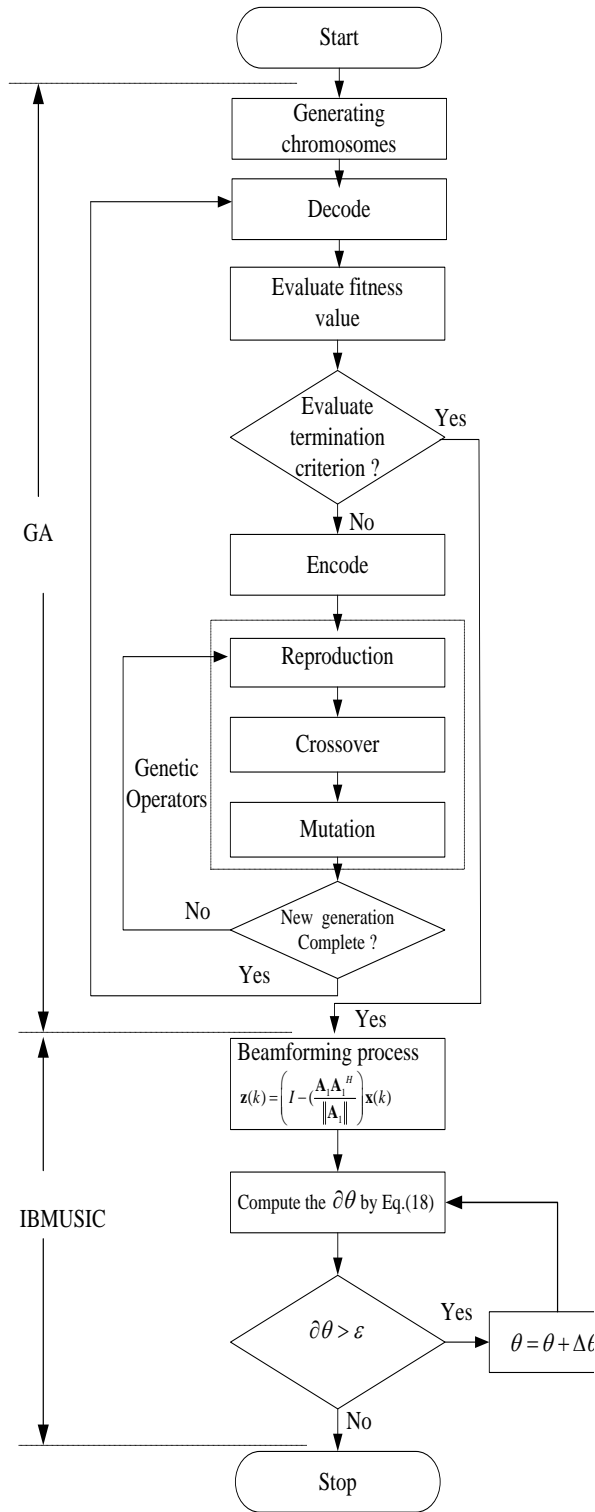 Start
Generating
chromosomes
Decode
Evaluate fitness
value
Evaluate
termination
criterion ?
Yes
No
GA
Encode
Reproduction
Crossover
Genetic
Operators
Mutation
No
New generation
Complete ?
Yes
Yes
Beamforming process
z(k) = (I − (A₁A₁ᴴ / ‖A₁‖) x(k)
Compute the ∂θ by Eq.(18)
IBMUSIC
∂θ > ε
Yes
θ = θ + Δθ
No
Stop